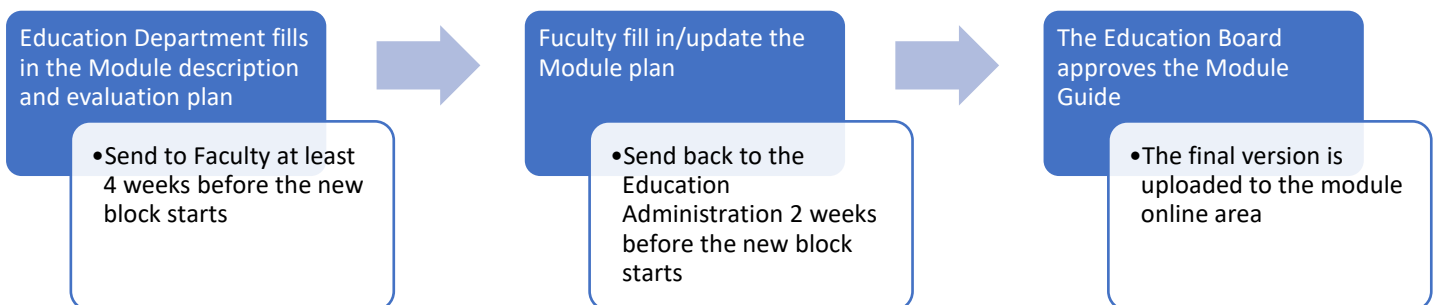 Education Department fills
in the Module description
and evaluation plan
•Send to Faculty at least
4 weeks before the new
block starts
Fuculty fill in/update the
Module plan
•Send back to the
Education
Administration 2 weeks
before the new block
starts
The Education Board
approves the Module
Guide
•The final version is
uploaded to the module
online area